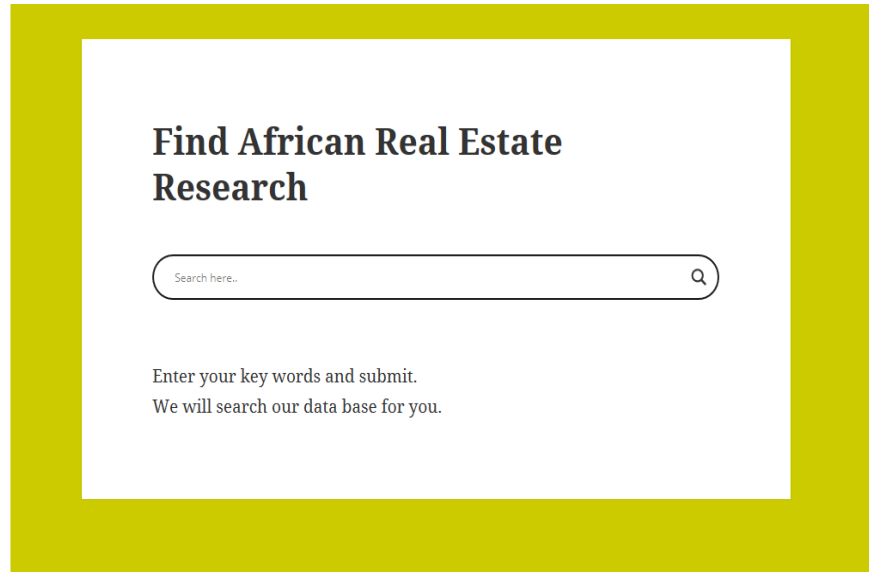 Find African Real Estate
Research
Search here..
Enter your key words and submit.
We will search our data base for you.